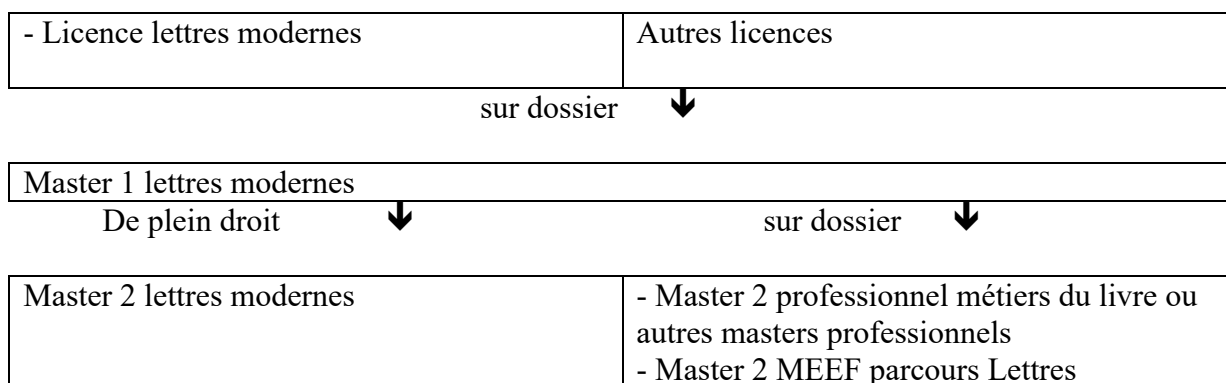 - Licence lettres modernes
Autres licences
sur dossier
Master 1 lettres modernes
De plein droit
sur dossier
Master 2 lettres modernes
- Master 2 professionnel métiers du livre ou
autres masters professionnels
- Master 2 MEEF parcours Lettres